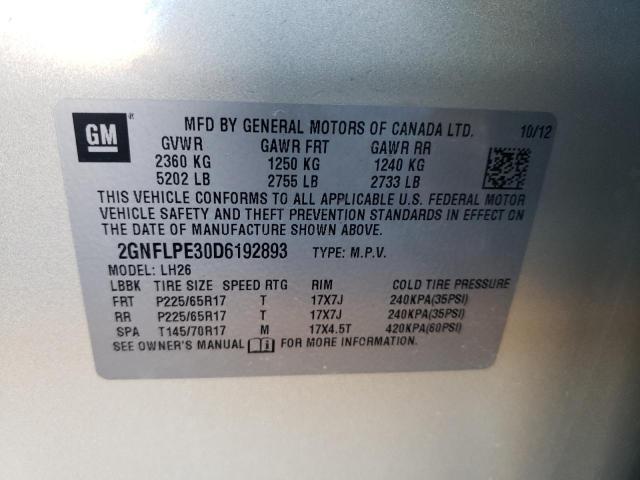 GM
MFD BY GENERAL MOTORS OF CANADA LTD. 10/12
GVWR GAWR FRT GAWR RR
2360 KG 1250 KG 1240 KG
5202 LB 2755 LB 2733 LB
THIS VEHICLE CONFORMS TO ALL APPLICABLE U.S. FEDERAL MOTOR
VEHICLE SAFETY AND THEFT PREVENTION STANDARDS IN EFFECT ON
THE DATE OF MANUFACTURE SHOWN ABOVE.
2GNFLPE30D6192893 TYPE: M.P.V.
MODEL: LH26
LBBK TIRE SIZE SPEED RTG RIM COLD TIRE PRESSURE
FRT P225/65R17 T 17X7J 240KPA(35PSI)
RR P225/65R17 T 17X7J 240KPA(35PSI)
SPA T145/70R17 M 17X4.5T 420KPA(60PSI)
SEE OWNER'S MANUAL FOR MORE INFORMATION.